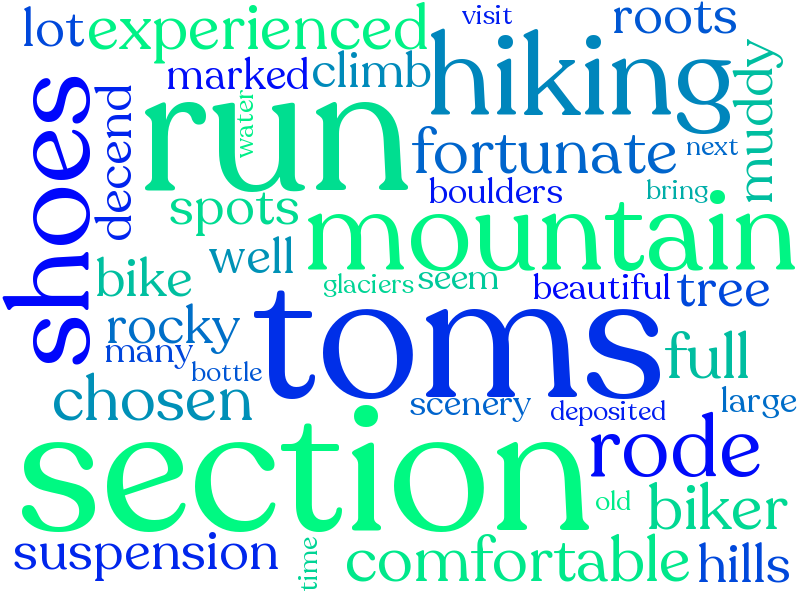 visit
lot
experienced
roots
hiking
marked
climb
shoes
decend
run
water
muddy
fortunate
next
boulders
bring
spots
mountain
well
bike
glaciers
seem
beautiful
tree
toms
rocky
many
bottle
full
chosen
scenery
deposited
large
section
rode
old
biker
suspension
time
comfortable
hills